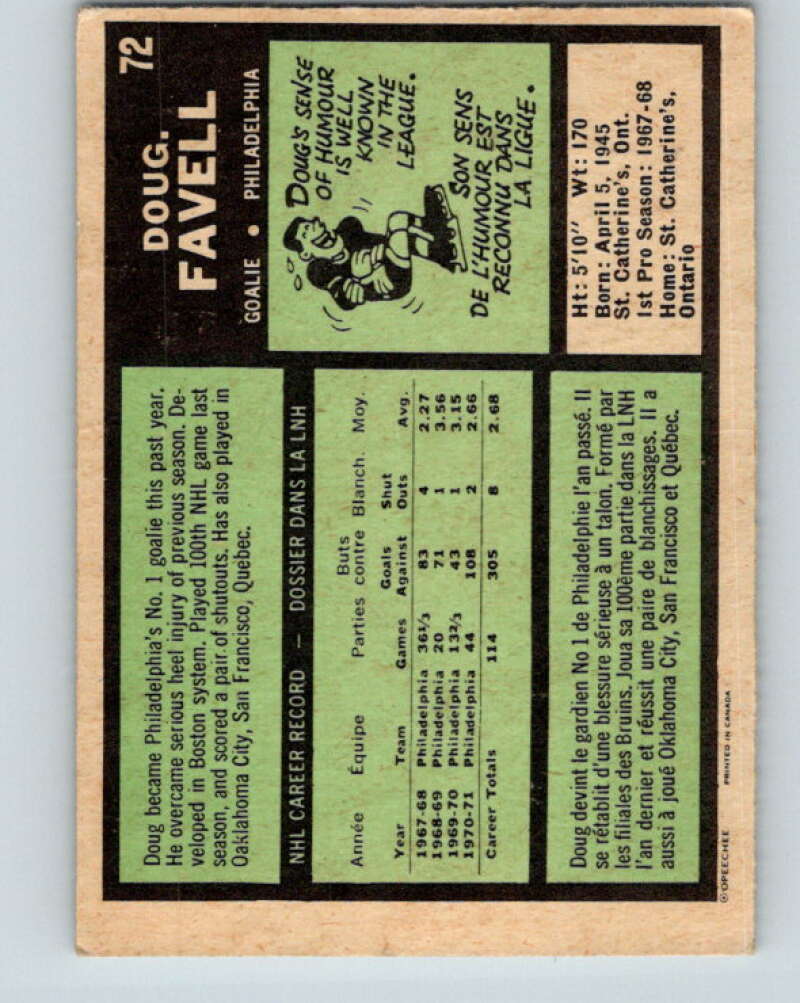 72
DOUG.
FAVELL
GOALIE • PHILADELPHIA
DOUG'S SENSE
OF HUMOUR
IS WELL
KNOWN
IN THE
LEAGUE.
SON SENS
DE L'HUMOUR EST
RECONNU DANS
LA LIGUE.
Ht: 5'10" Wt: 170
Born: April 5, 1945
St. Catherine's, Ont.
1st Pro Season: 1967-68
Home: St. Catherine's,
Ontario
Doug became Philadelphia's No. 1 goalie this past year.
He overcame serious heel injury of previous season. De-
veloped in Boston system. Played 100th NHL game last
season, and scored a pair of shutouts. Has also played in
Oaklahoma City, San Francisco, Quebec.
NHL CAREER RECORD — DOSSIER DANS LA LNH
Année Équipe Parties Buts contre Blanch. Moy.
Year Team Games Goals Against Shut Outs Avg.
1967-68 Philadelphia 36⅓ 83 4 2.27
1968-69 Philadelphia 20 71 1 3.56
1969-70 Philadelphia 13⅔ 43 1 3.15
1970-71 Philadelphia 44 108 2 2.66
Career Totals 114 305 8 2.68
Doug devint le gardien No 1 de Philadelphie l'an passé. Il
se rétablit d'une blessure sérieuse à un talon. Formé par
les filiales des Bruins. Joua sa 100ème partie dans la LNH
l'an dernier et réussit une paire de blanchissages. Il a
aussi à joué Oklahoma City, San Francisco et Québec.
©OPEECHEE PRINTED IN CANADA